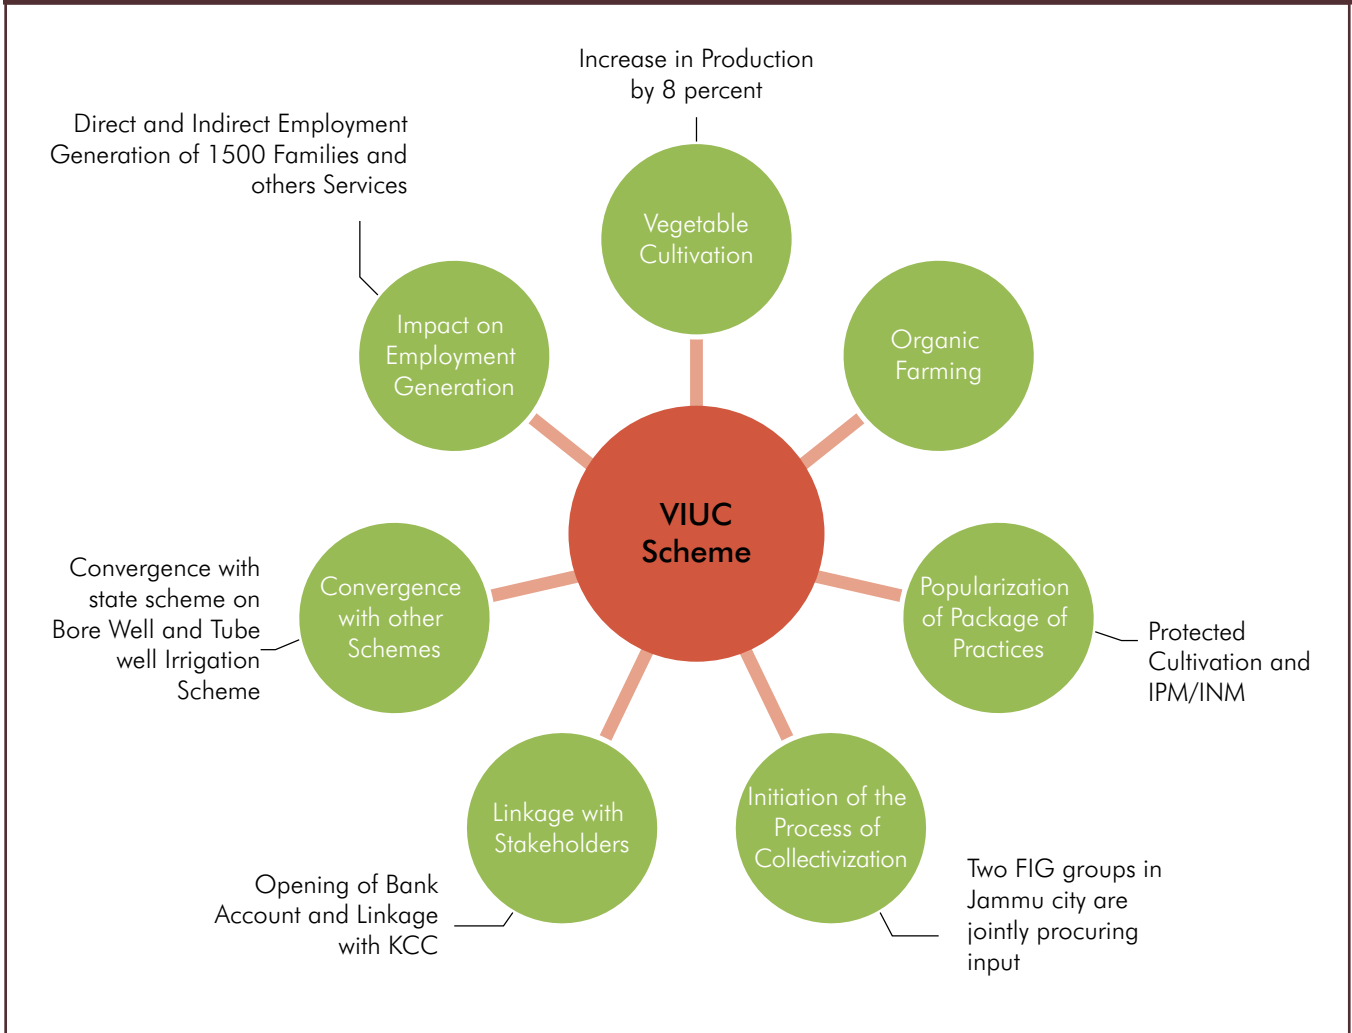 Increase in Production
by 8 percent
Direct and Indirect Employment
Generation of 1500 Families and
others Services
Vegetable
Cultivation
Impact on
Employment
Generation
Organic
Farming
VIUC
Scheme
Convergence with
state scheme on
Bore Well and Tube
well Irrigation
Scheme
Convergence
with other
Schemes
Popularization
of Package of
Practices
Protected
Cultivation and
IPM/INM
Linkage with
Stakeholders
Initiation of the
Process of
Collectivization
Opening of Bank
Account and Linkage
with KCC
Two FIG groups in
Jammu city are
jointly procuring
input